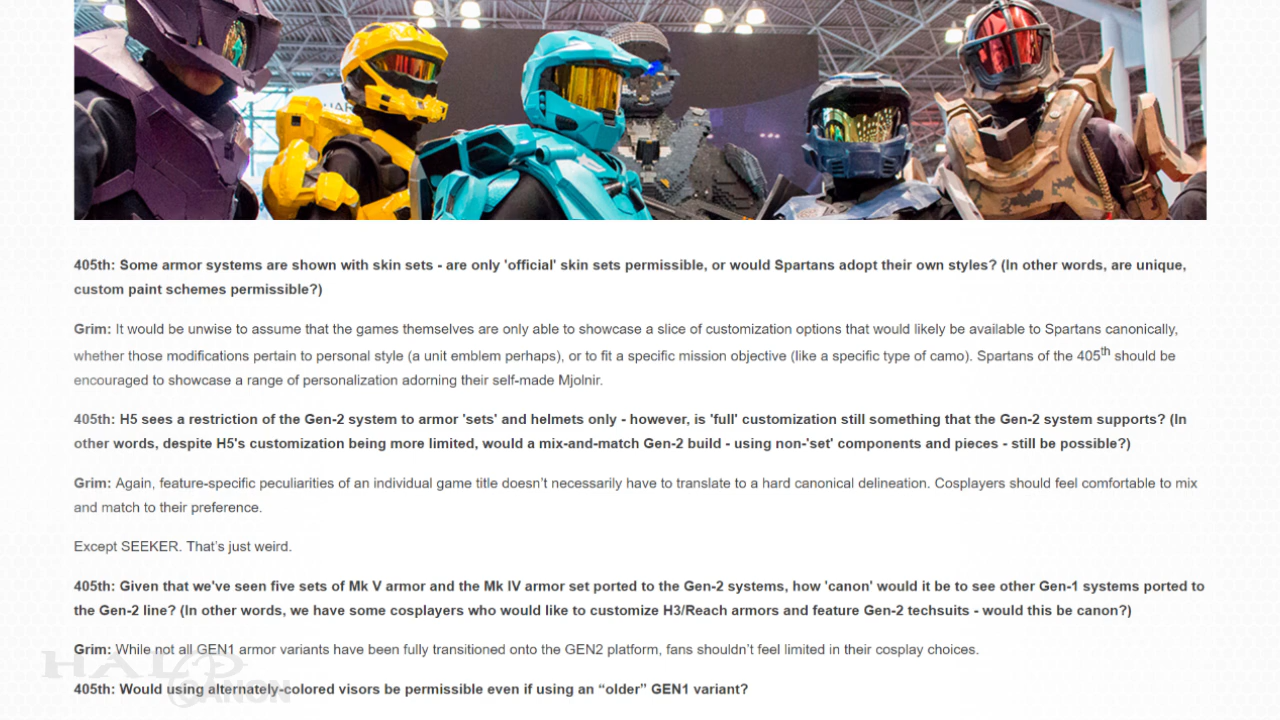 405th: Some armor systems are shown with skin sets - are only 'official' skin sets permissible, or would Spartans adopt their own styles? (In other words, are unique,
custom paint schemes permissible?)
Grim: It would be unwise to assume that the games themselves are only able to showcase a slice of customization options that would likely be available to Spartans canonically,
whether those modifications pertain to personal style (a unit emblem perhaps), or to fit a specific mission objective (like a specific type of camo). Spartans of the 405th should be
encouraged to showcase a range of personalization adorning their self-made Mjolnir.
405th: H5 sees a restriction of the Gen-2 system to armor 'sets' and helmets only - however, is 'full' customization still something that the Gen-2 system supports? (In
other words, despite H5's customization being more limited, would a mix-and-match Gen-2 build - using non-'set' components and pieces - still be possible?)
Grim: Again, feature-specific peculiarities of an individual game title doesn’t necessarily have to translate to a hard canonical delineation. Cosplayers should feel comfortable to mix
and match to their preference.
Except SEEKER. That’s just weird.
405th: Given that we've seen five sets of Mk V armor and the Mk IV armor set ported to the Gen-2 systems, how 'canon' would it be to see other Gen-1 systems ported to
the Gen-2 line? (In other words, we have some cosplayers who would like to customize H3/Reach armors and feature Gen-2 techsuits - would this be canon?)
Grim: While not all GEN1 armor variants have been fully transitioned onto the GEN2 platform, fans shouldn’t feel limited in their cosplay choices.
HALO
CANON
405th: Would using alternately-colored visors be permissible even if using an “older” GEN1 variant?